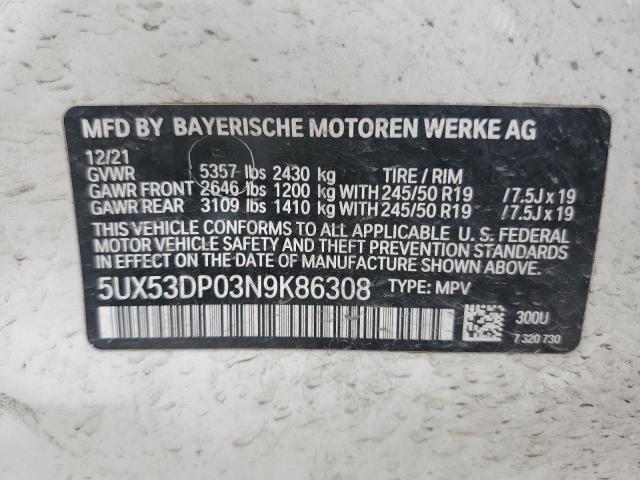 MFD BY BAYERISCHE MOTOREN WERKE AG
12/21
GVWR 5357 lbs 2430 kg TIRE / RIM
GAWR FRONT 2646 lbs 1200 kg WITH 245/50 R19 / 7.5J x 19
GAWR REAR 3109 lbs 1410 kg WITH 245/50 R19 / 7.5J x 19
THIS VEHICLE CONFORMS TO ALL APPLICABLE U. S. FEDERAL
MOTOR VEHICLE SAFETY AND THEFT PREVENTION STANDARDS
IN EFFECT ON THE DATE OF MANUFACTURE SHOWN ABOVE.
5UX53DP03N9K86308 TYPE: MPV
300U
7 320 730